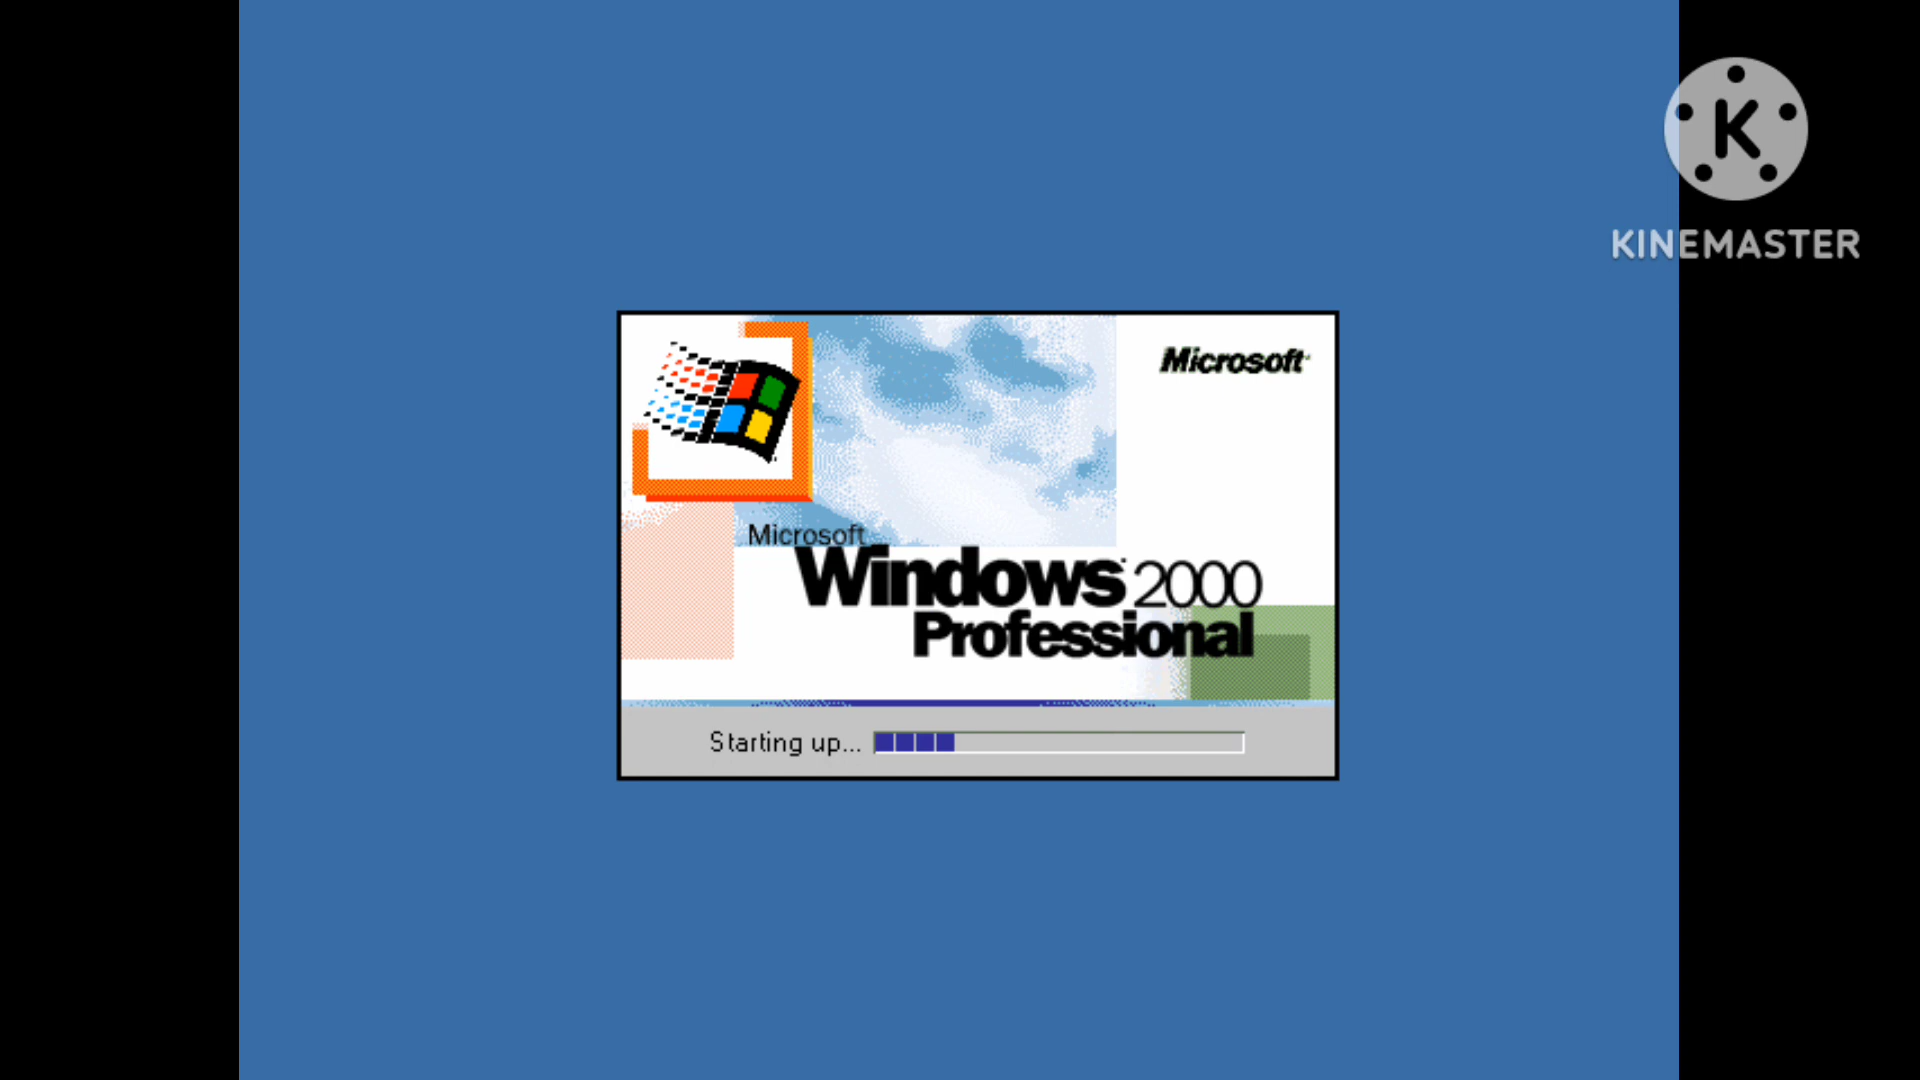 K
KINEMASTER
Microsoft
Microsoft
Windows 2000
Professional
Starting up...